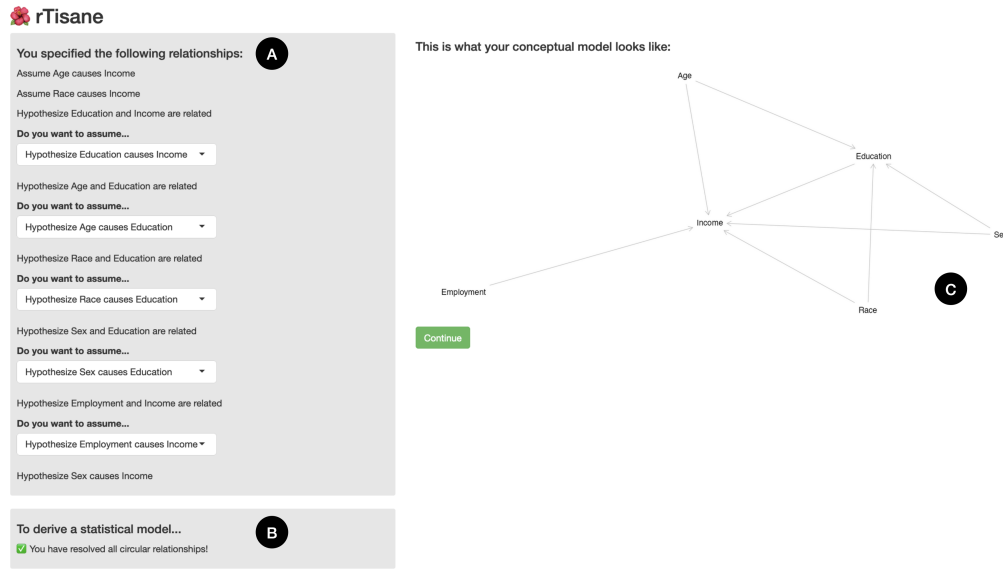 rTisane
You specified the following relationships:
A
Assume Age causes Income
Assume Race causes Income
Hypothesize Education and Income are related
Do you want to assume...
Hypothesize Education causes Income
Hypothesize Age and Education are related
Do you want to assume...
Hypothesize Age causes Education
Hypothesize Race and Education are related
Do you want to assume...
Hypothesize Race causes Education
Hypothesize Sex and Education are related
Do you want to assume...
Hypothesize Sex causes Education
Hypothesize Employment and Income are related
Do you want to assume...
Hypothesize Employment causes Income
Hypothesize Sex causes Income
To derive a statistical model...
B
You have resolved all circular relationships!
This is what your conceptual model looks like:
Age
Education
Income
Se
Employment
C
Race
Continue